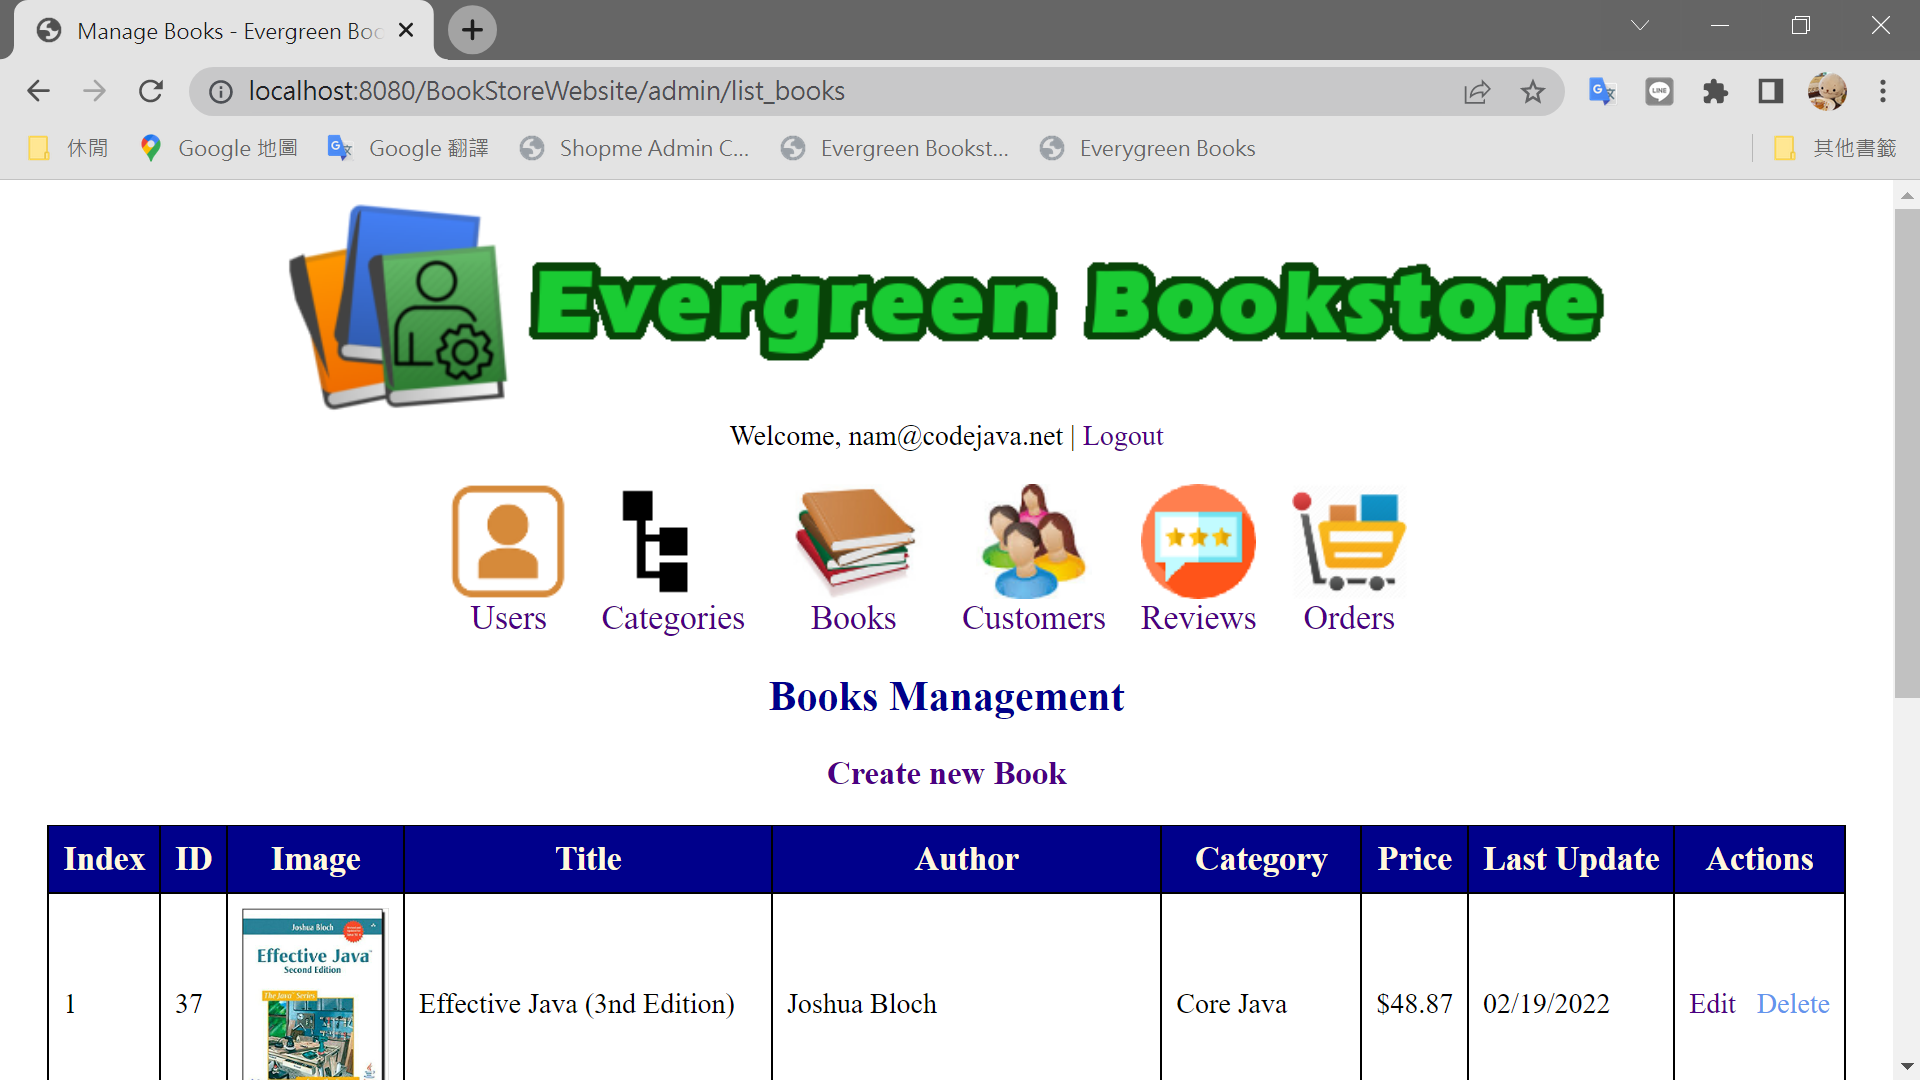 Manage Books - Evergreen Boo
localhost:8080/BookStoreWebsite/admin/list_books
休閒
Google 地圖
Google 翻譯
Shopme Admin C...
Evergreen Bookst...
Everygreen Books
其他書籤
Evergreen Bookstore
Welcome, nam@codejava.net | Logout
Users Categories Books Customers Reviews Orders
Books Management
Create new Book
Index ID Image Title Author Category Price Last Update Actions
Joshua Bloch
Effective Java™
Second Edition
The Java Series
1 37 Effective Java (3nd Edition) Joshua Bloch Core Java $48.87 02/19/2022 Edit Delete